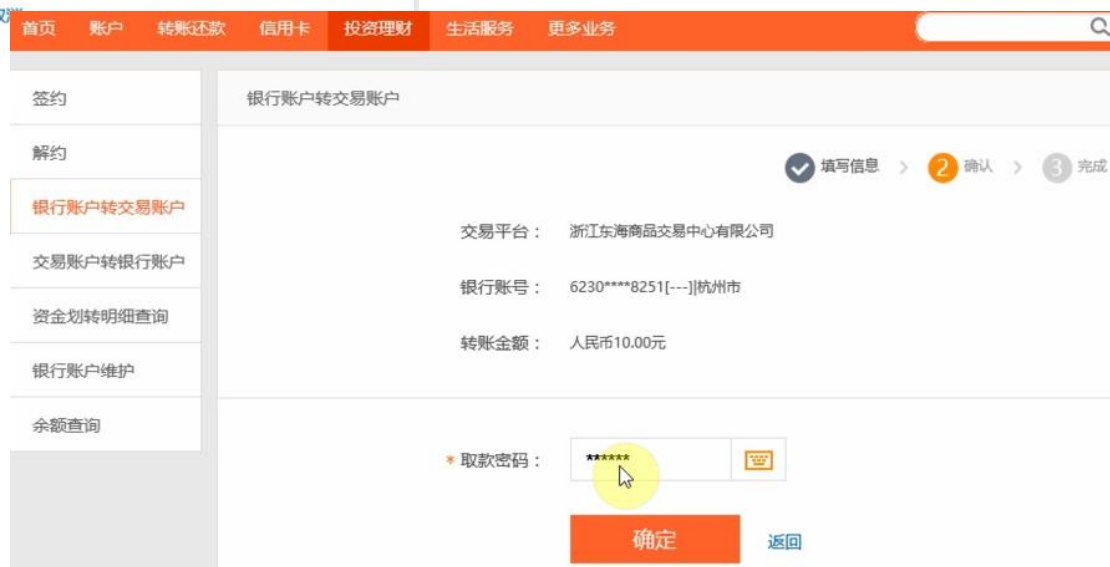 首页 账户 转账还款 信用卡 投资理财 生活服务 更多业务
签约
解约
银行账户转交易账户
交易账户转银行账户
资金划转明细查询
银行账户维护
余额查询
银行账户转交易账户
填写信息 > 2 确认 > 3 完成
交易平台： 浙江东海商品交易中心有限公司
银行账号： 6230****8251[---]|杭州市
转账金额： 人民币10.00元
* 取款密码： ******
确定 返回